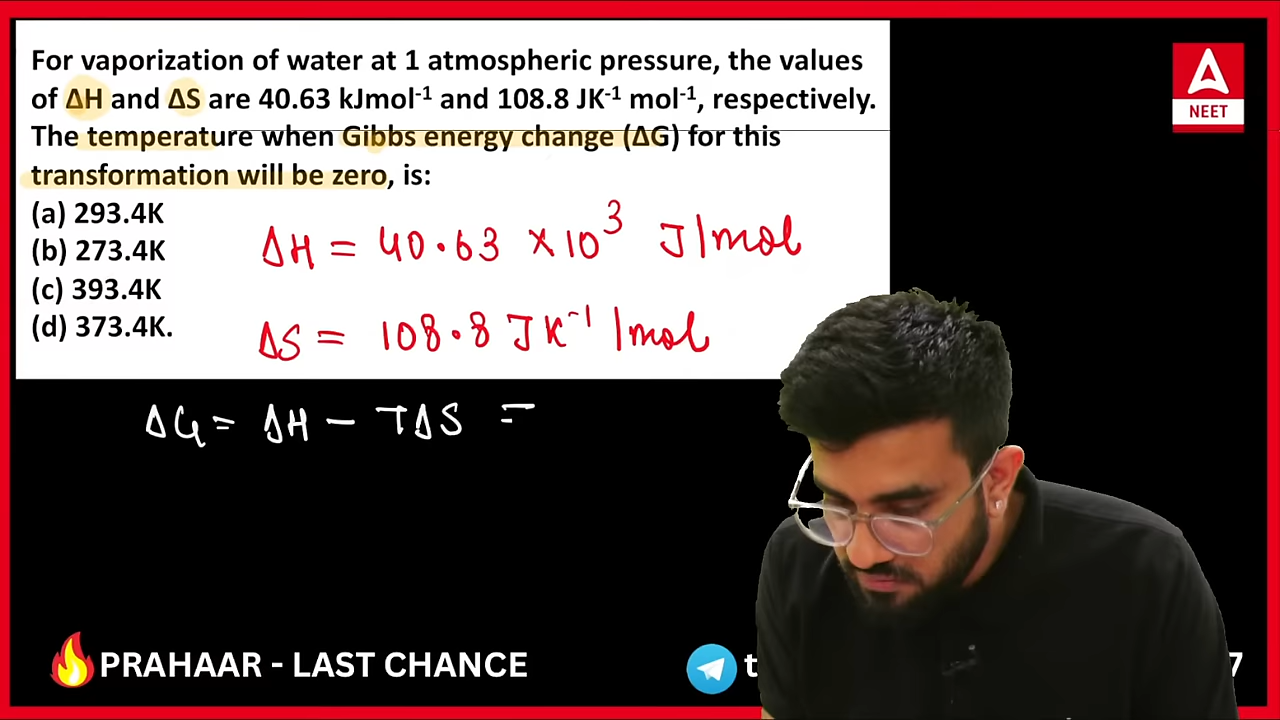 For vaporization of water at 1 atmospheric pressure, the values
of ΔH and ΔS are 40.63 kJmol⁻¹ and 108.8 JK⁻¹ mol⁻¹, respectively.
The temperature when Gibbs energy change (ΔG) for this
transformation will be zero, is:
(a) 293.4K
(b) 273.4K
(c) 393.4K
(d) 373.4K.
ΔH = 40.63 × 10³ J/mol
ΔS = 108.8 J K⁻¹ /mol
ΔG = ΔH - TΔS =
A
NEET
PRAHAAR - LAST CHANCE